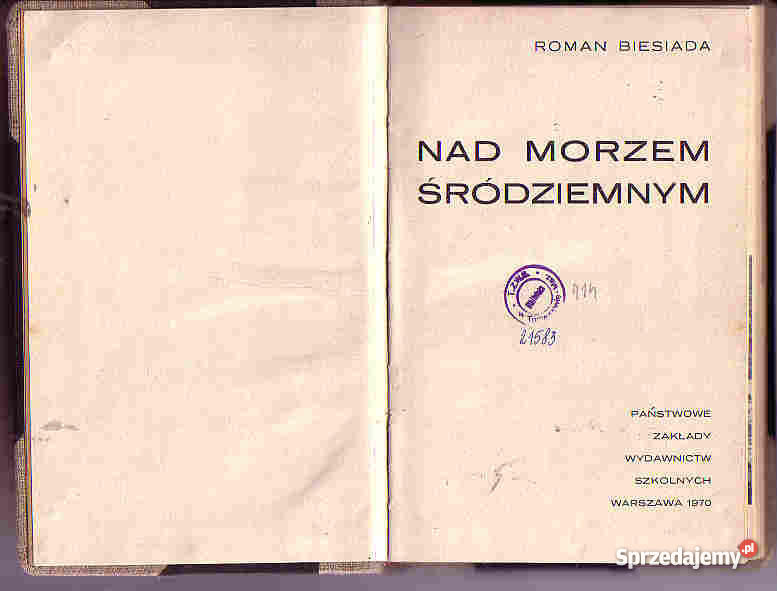 ROMAN BIESIADA
NAD MORZEM
ŚRÓDZIEMNYM
21583
PAŃSTWOWE
ZAKŁADY
WYDAWNICTW
SZKOLNYCH
WARSZAWA 1970
Sprzedajemy.pl